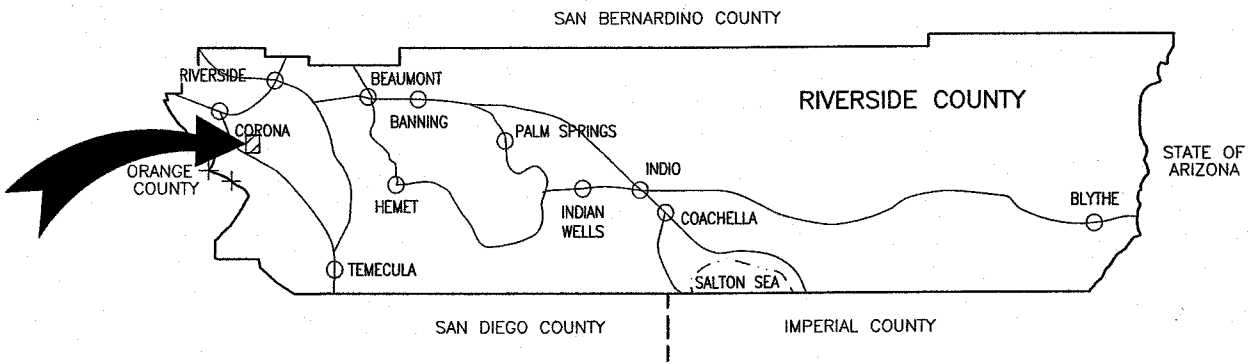 SAN BERNARDINO COUNTY
RIVERSIDE
BEAUMONT
BANNING
RIVERSIDE COUNTY
CORONA
PALM SPRINGS
STATE OF
ARIZONA
ORANGE
COUNTY
HEMET
INDIO
INDIAN
WELLS
COACHELLA
BLYTHE
TEMECULA
SALTON SEA
SAN DIEGO COUNTY
IMPERIAL COUNTY